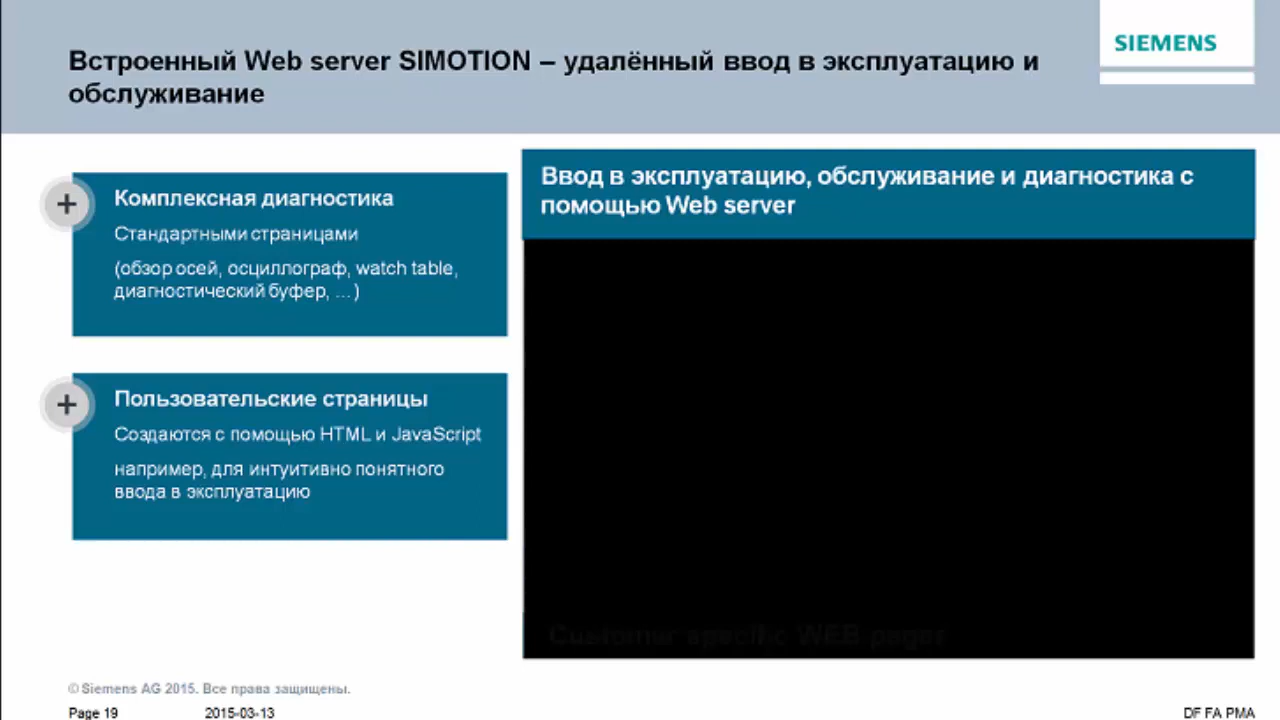 Встроенный Web server SIMOTION – удалённый ввод в эксплуатацию и
обслуживание
SIEMENS
Комплексная диагностика
Стандартными страницами
(обзор осей, осциллограф, watch table,
диагностический буфер, ...)
Пользовательские страницы
Создаются с помощью HTML и JavaScript
например, для интуитивно понятного
ввода в эксплуатацию
Ввод в эксплуатацию, обслуживание и диагностика с
помощью Web server
Customer specific WEB pages
© Siemens AG 2015. Все права защищены.
Page 19
2015-03-13
DF FA PMA